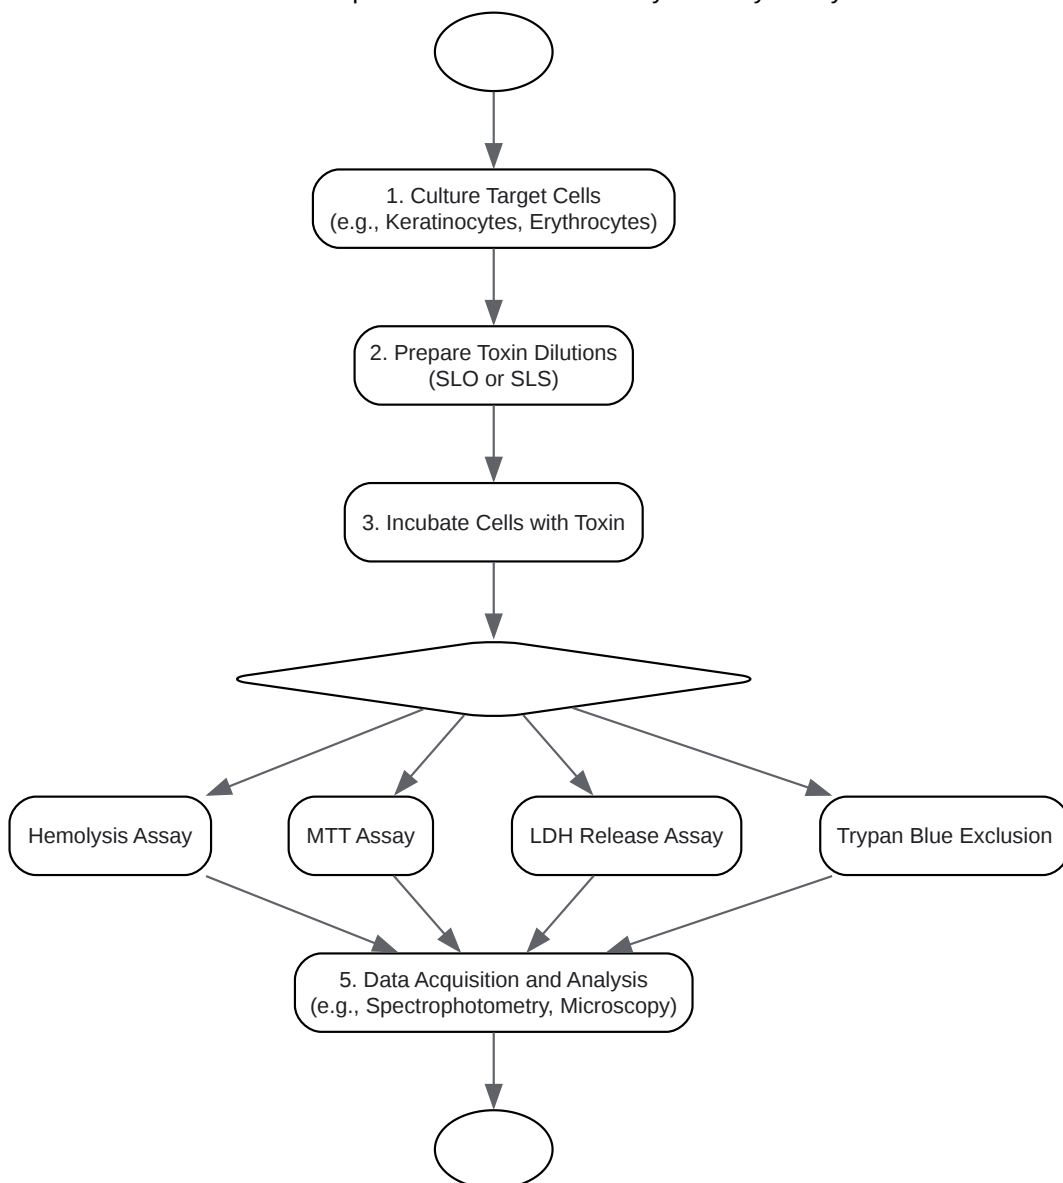 1. Culture Target Cells
(e.g., Keratinocytes, Erythrocytes)
2. Prepare Toxin Dilutions
(SLO or SLS)
3. Incubate Cells with Toxin
Hemolysis Assay
MTT Assay
LDH Release Assay
Trypan Blue Exclusion
5. Data Acquisition and Analysis
(e.g., Spectrophotometry, Microscopy)